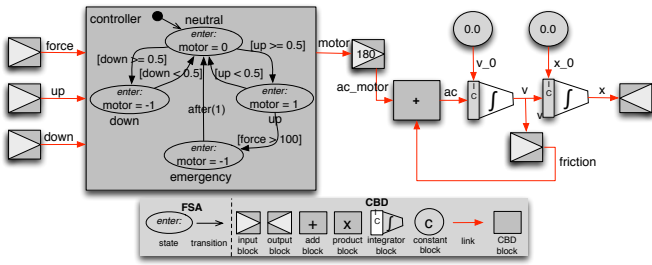 controller
neutral
enter:
motor = 0
force
up
down
[down >= 0.5]
[up >= 0.5]
[down < 0.5]
[up < 0.5]
enter:
motor = -1
down
enter:
motor = 1
up
after(1)
[force > 100]
enter:
motor = -1
emergency
motor
180
ac_motor
+
ac
0.0
v_0
I
C
∫
v
0.0
x_0
I
C
∫
x
v
friction
FSA
CBD
enter:
+
x
I
C
∫
C
state
transition
input block
output block
add block
product block
integrator block
constant block
link
CBD block